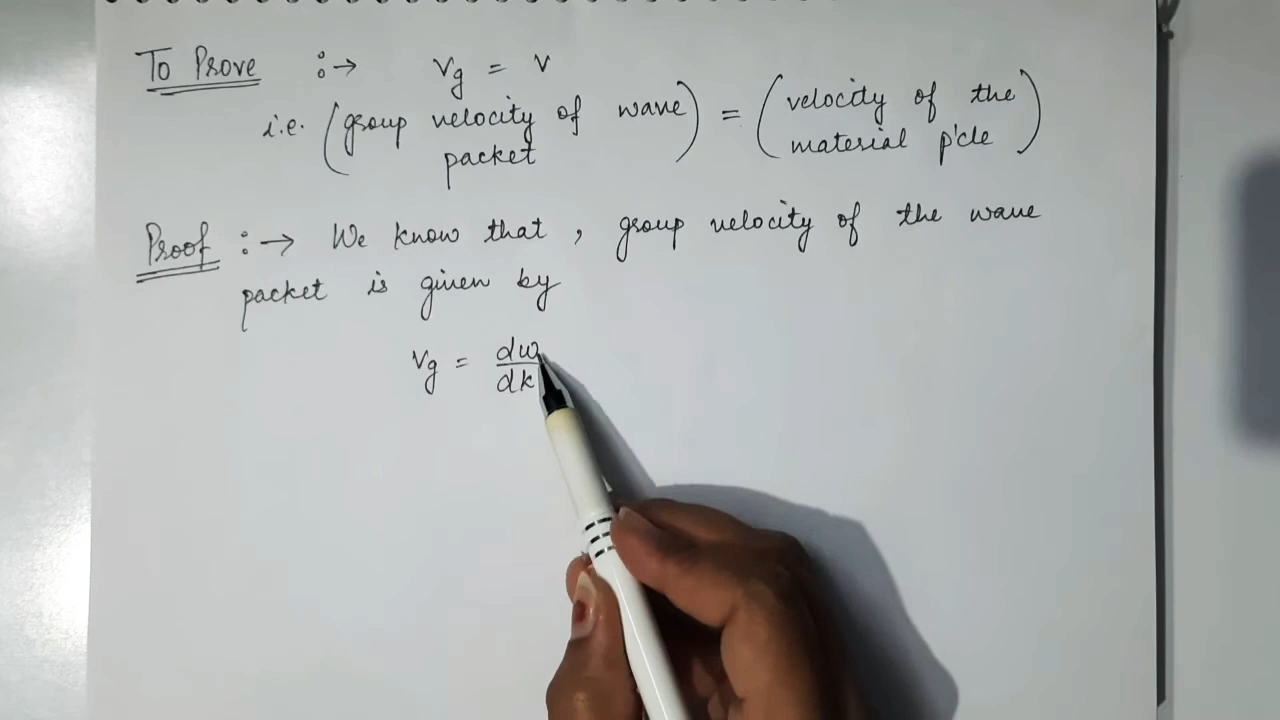 To Prove :→ vg = v
i.e. (group velocity of wave packet) = (velocity of the material p'cle)
Proof :→ We know that, group velocity of the wave
packet is given by
vg = dω/dk